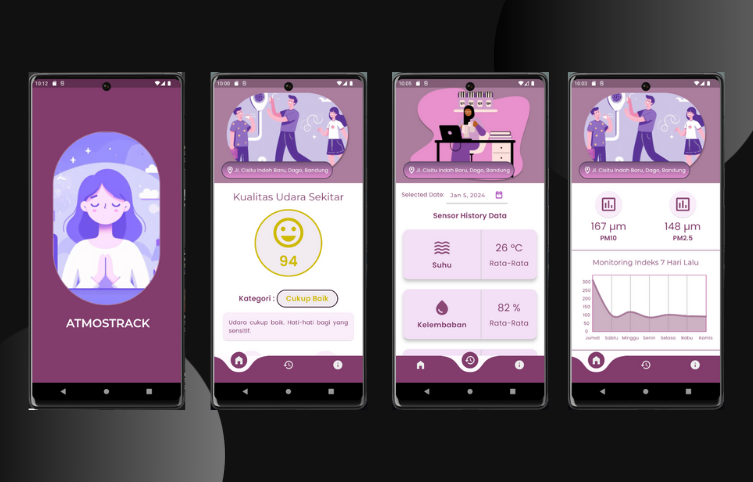 10:12
ATMOSTRACK
10:00
Jl. Cisitu Indah Baru, Dago, Bandung
Kualitas Udara Sekitar
94
Kategori :
Cukup Baik
Udara cukup baik. Hati-hati bagi yang
sensitif
10:05
Jl. Cisitu Indah Baru, Dago, Bandung
Selected Date:
Jan 5, 2024
Sensor History Data
Suhu
26 °C
Rata-Rata
Kelembaban
82 %
Rata-Rata
10:03
Jl. Cisitu Indah Baru, Dago, Bandung
167 µm
PM10
148 µm
PM2.5
Monitoring Indeks 7 Hari Lalu
300
250
200
150
100
50
0
Jumat Sabtu Minggu Senin Selasa Rabu Kamis